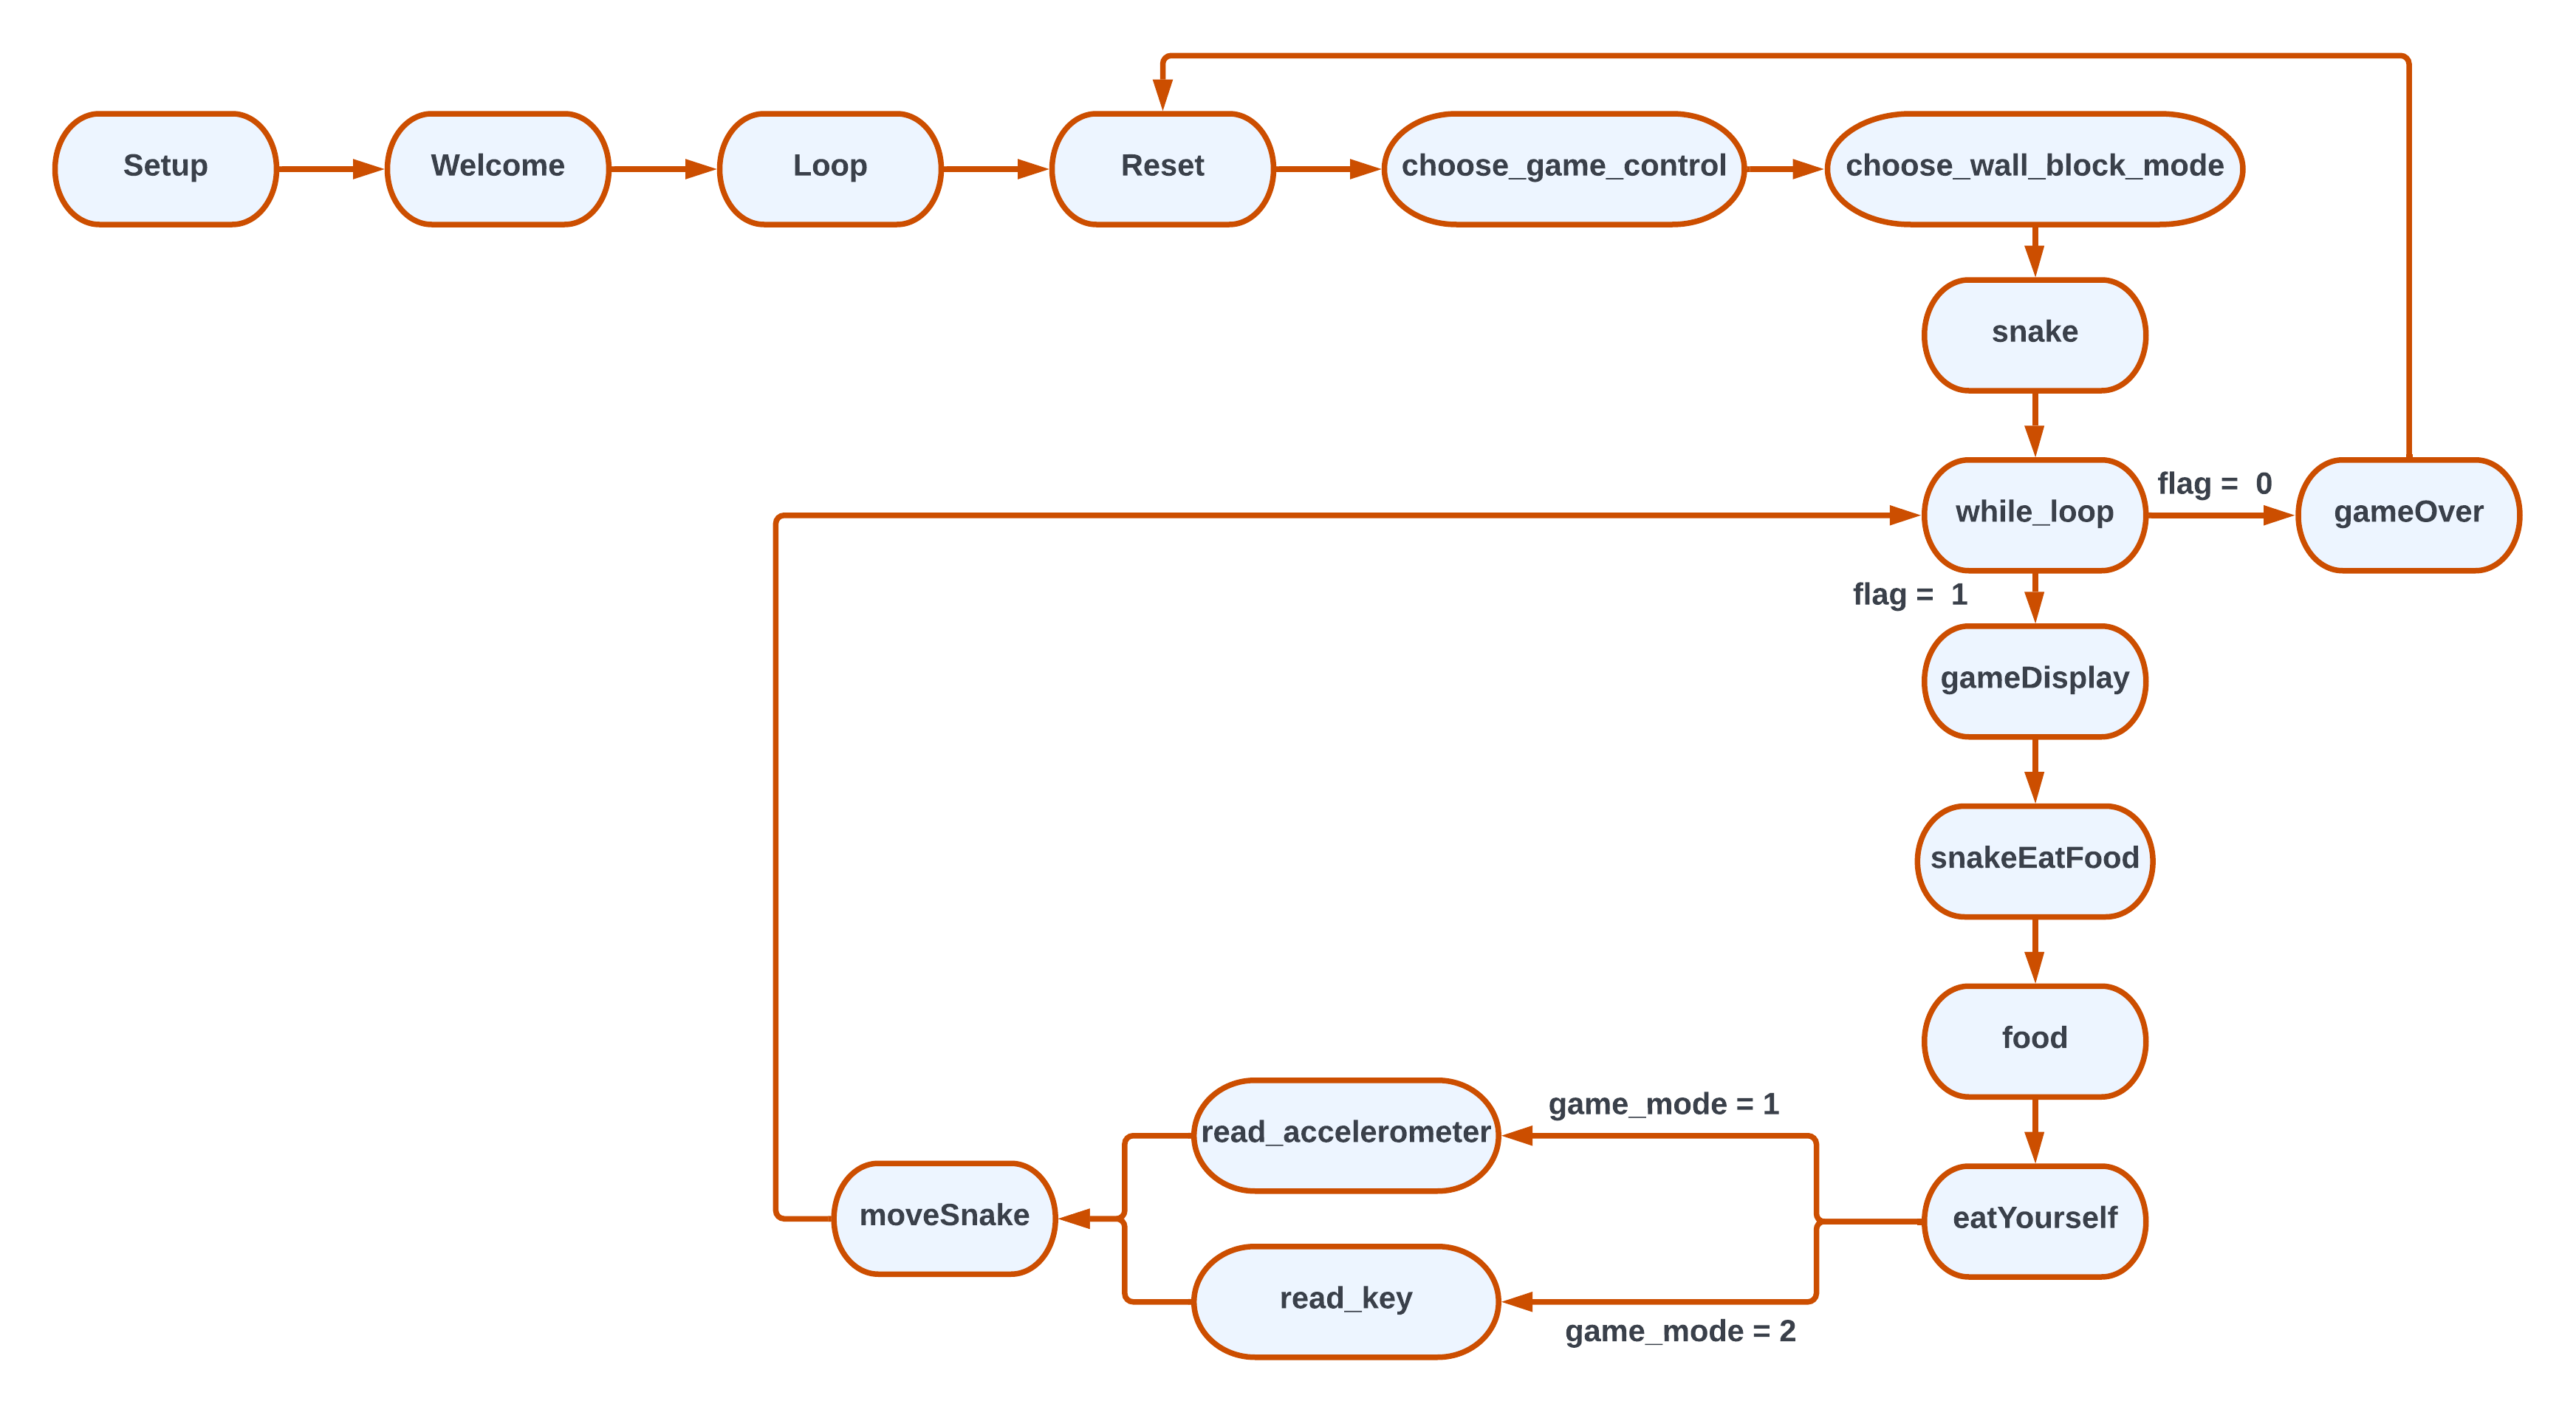 Setup
Welcome
Loop
Reset
choose_game_control
choose_wall_block_mode
snake
while_loop
flag =  0
gameOver
flag =  1
gameDisplay
snakeEatFood
food
eatYourself
game_mode = 1
read_accelerometer
game_mode = 2
read_key
moveSnake